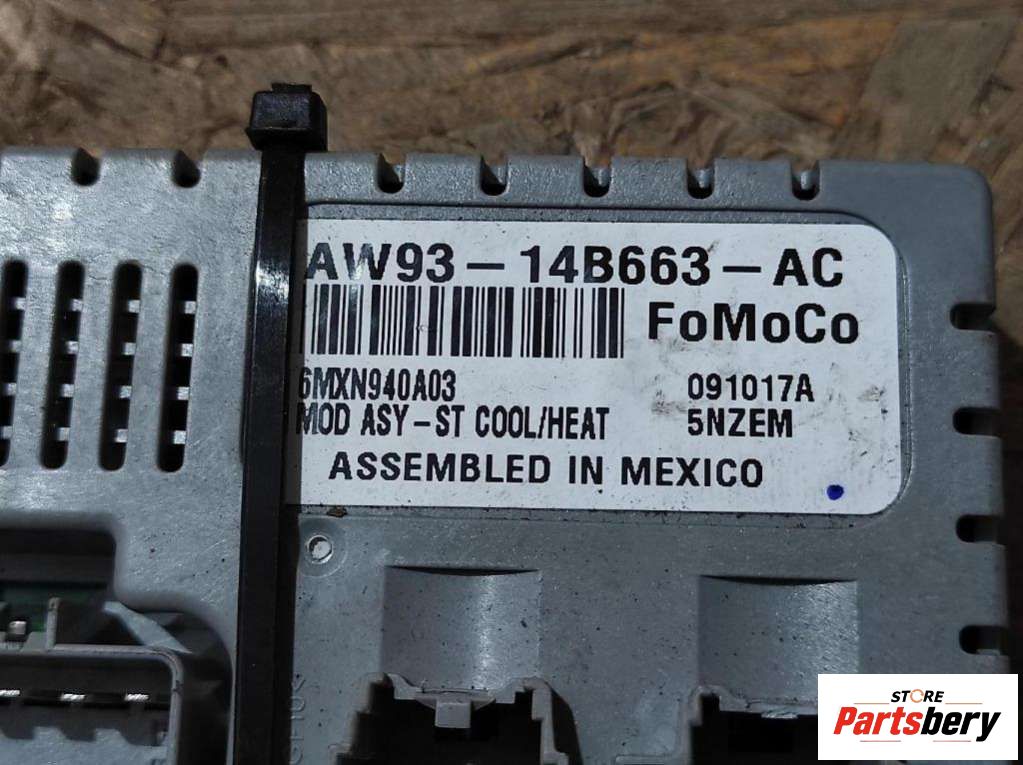 AW93-14B663-AC
FoMoCo
6MXN940A03 091017A
MOD ASY-ST COOL/HEAT 5NZEM
ASSEMBLED IN MEXICO
STORE
Partsbery